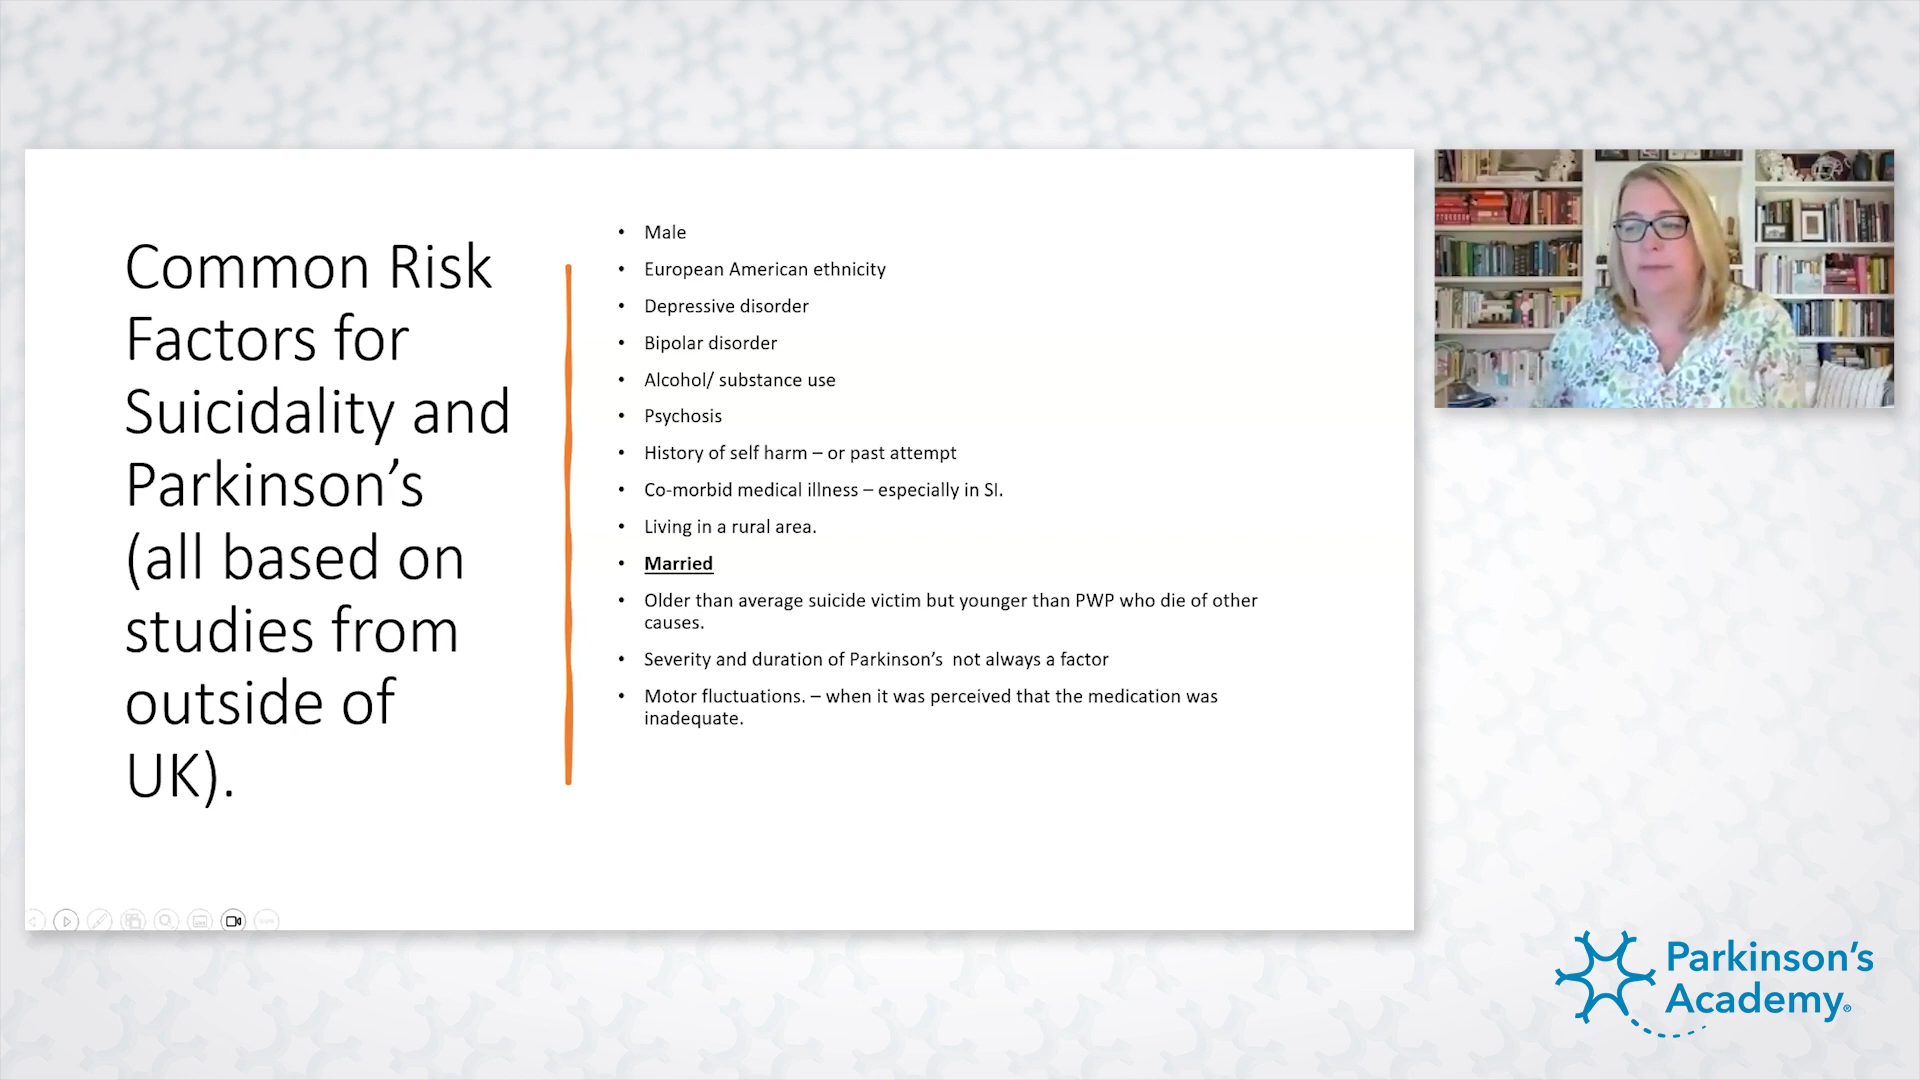 Common Risk
Factors for
Suicidality and
Parkinson’s
(all based on
studies from
outside of
UK).
• Male
• European American ethnicity
• Depressive disorder
• Bipolar disorder
• Alcohol/ substance use
• Psychosis
• History of self harm – or past attempt
• Co-morbid medical illness – especially in SI.
• Living in a rural area.
• Married
• Older than average suicide victim but younger than PWP who die of other
causes.
• Severity and duration of Parkinson’s  not always a factor
• Motor fluctuations. – when it was perceived that the medication was
inadequate.
Parkinson’s
Academy®